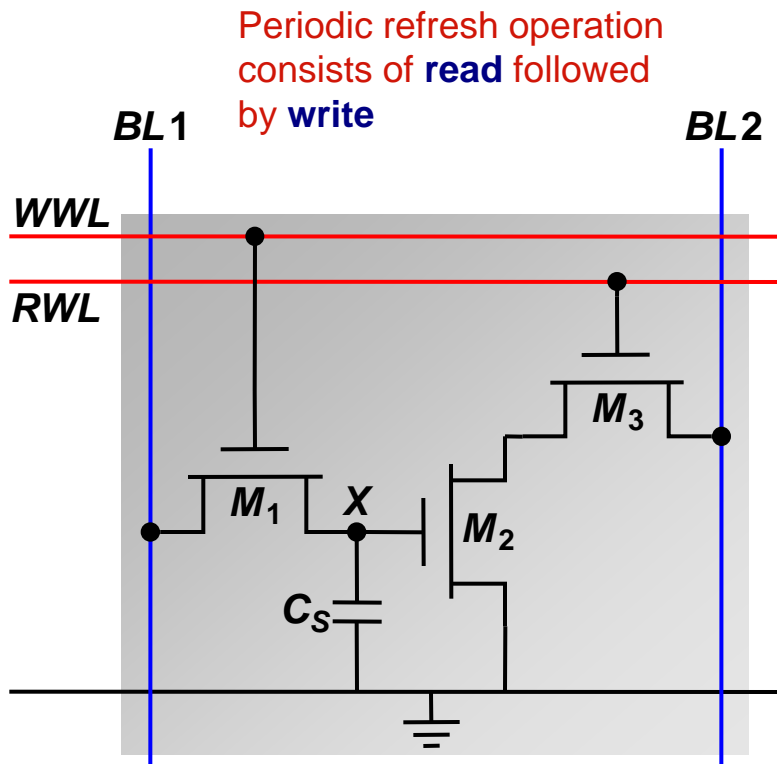 Periodic refresh operation
consists of read followed
by write
BL1
BL2
WWL
RWL
M3
M1
X
M2
CS